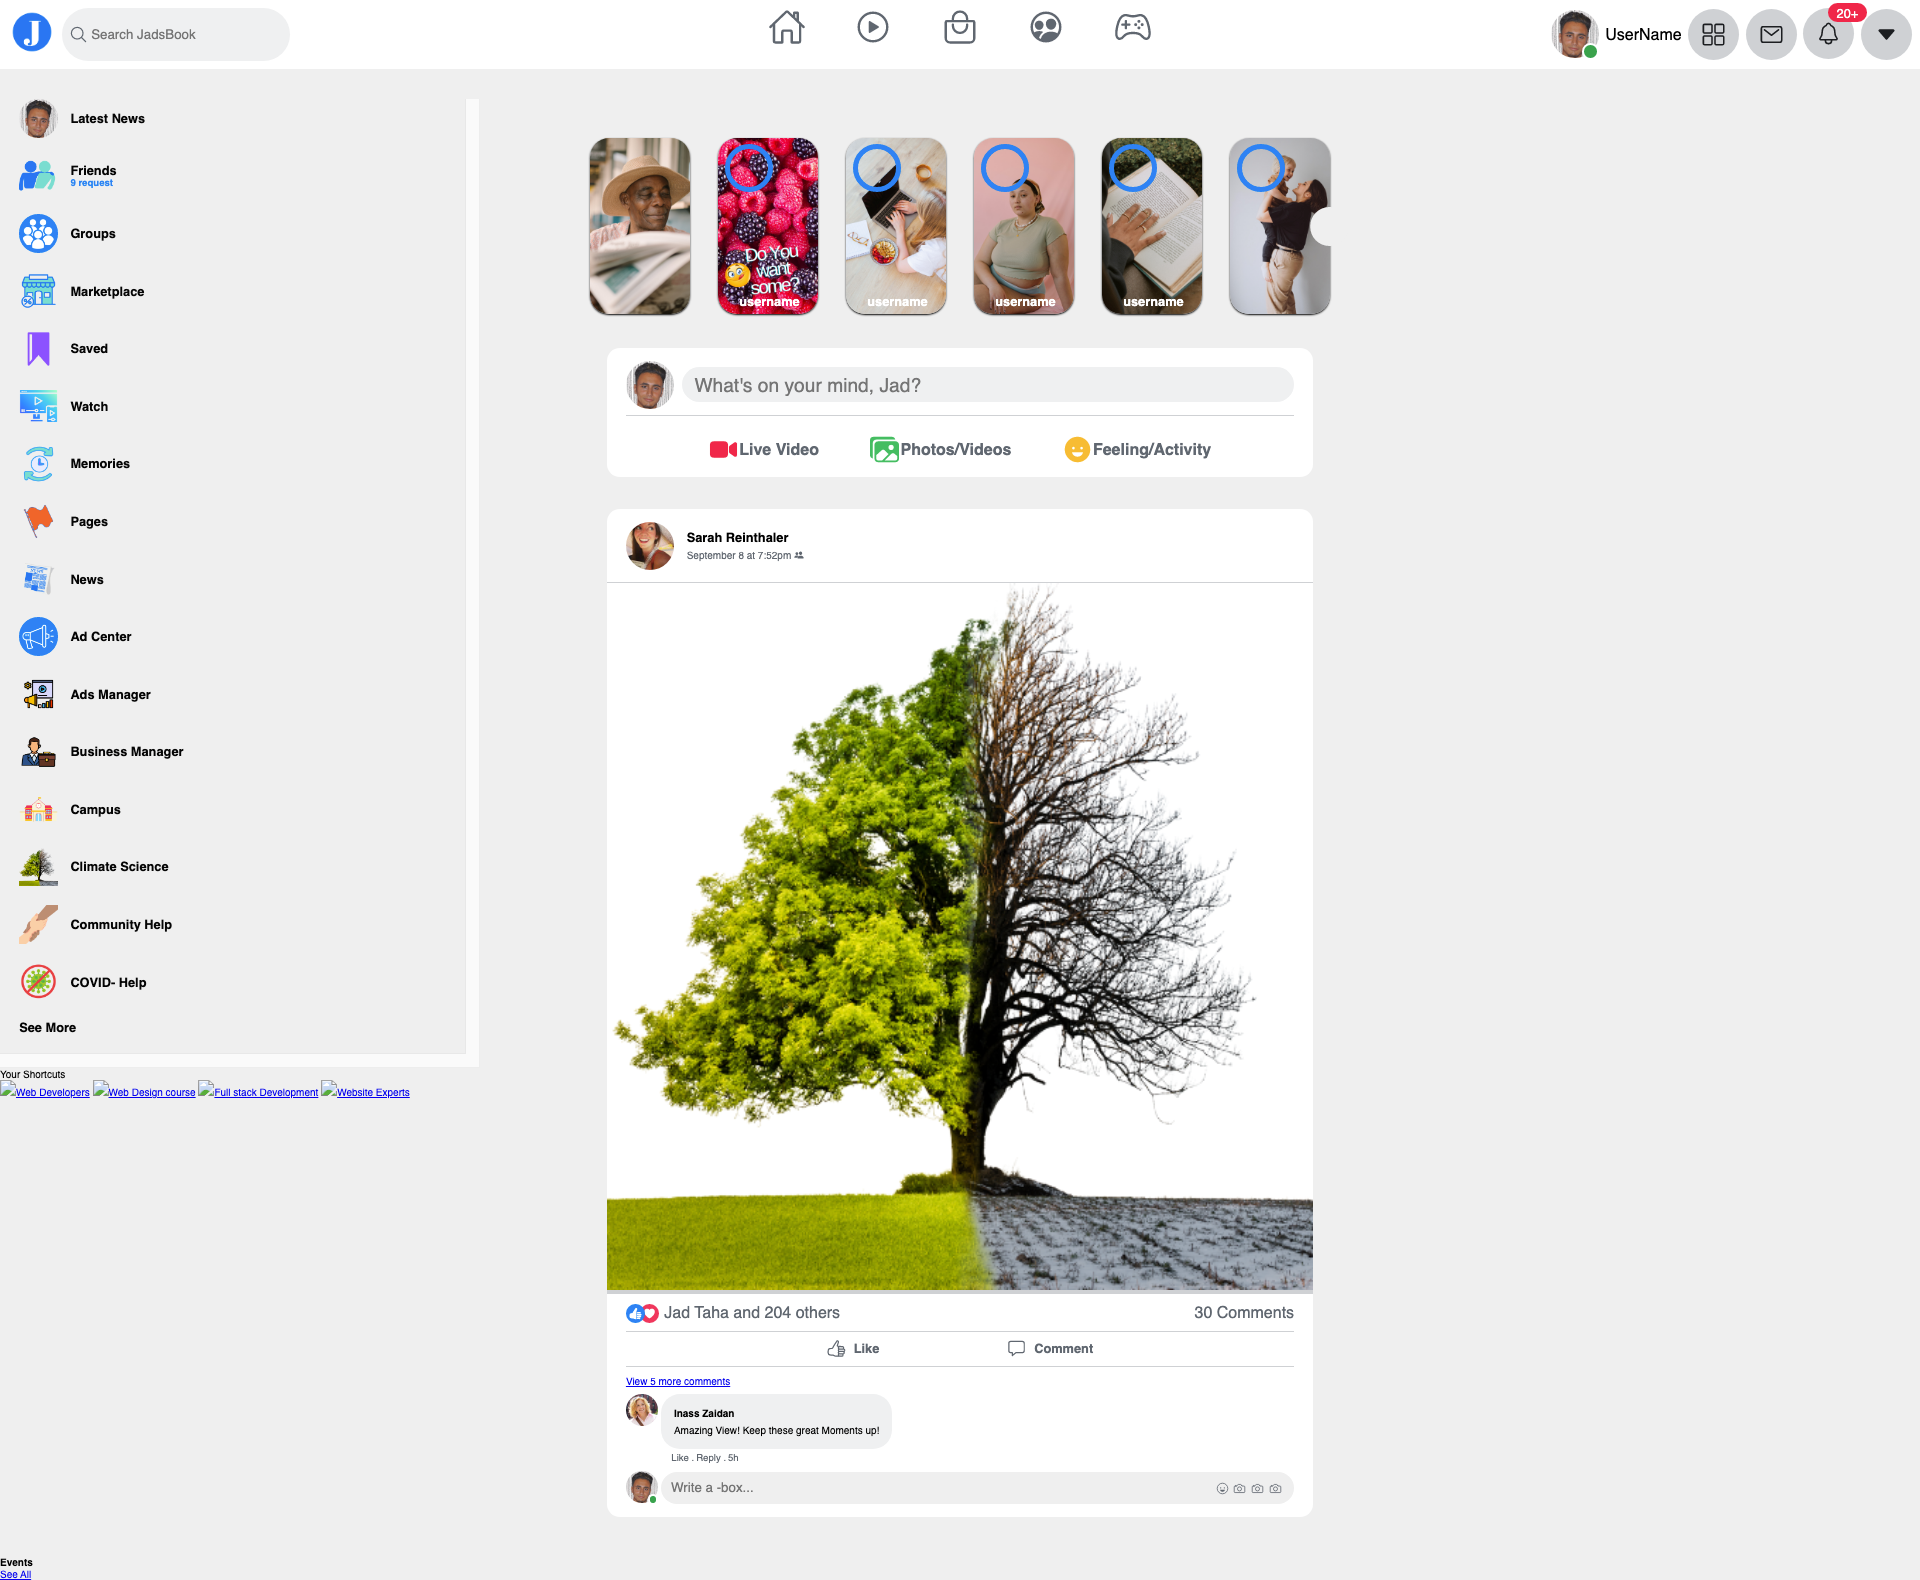 J
Search JadsBook
UserName
20+
Latest News
Friends
9 request
Groups
Marketplace
Saved
Watch
Memories
Pages
News
Ad Center
Ads Manager
Business Manager
Campus
Climate Science
Community Help
COVID- Help
See More
Your Shortcuts
Web Developers Web Design course Full stack Development Website Experts
Do You
want
some?
username
username
username
username
What's on your mind, Jad?
Live Video
Photos/Videos
Feeling/Activity
Sarah Reinthaler
September 8 at 7:52pm
Jad Taha and 204 others
30 Comments
Like
Comment
View 5 more comments
Inass Zaidan
Amazing View! Keep these great Moments up!
Like . Reply . 5h
Write a -box...
Events
See All